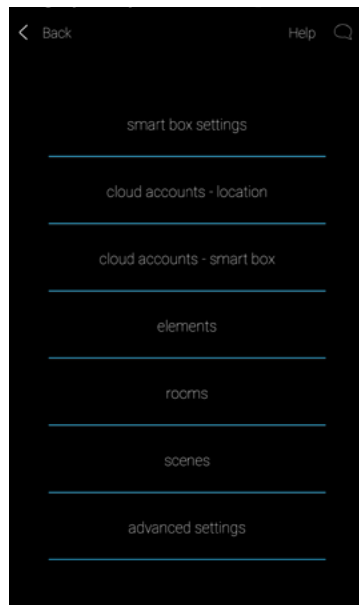 Back
Help
smart box settings
cloud accounts - location
cloud accounts - smart box
elements
rooms
scenes
advanced settings